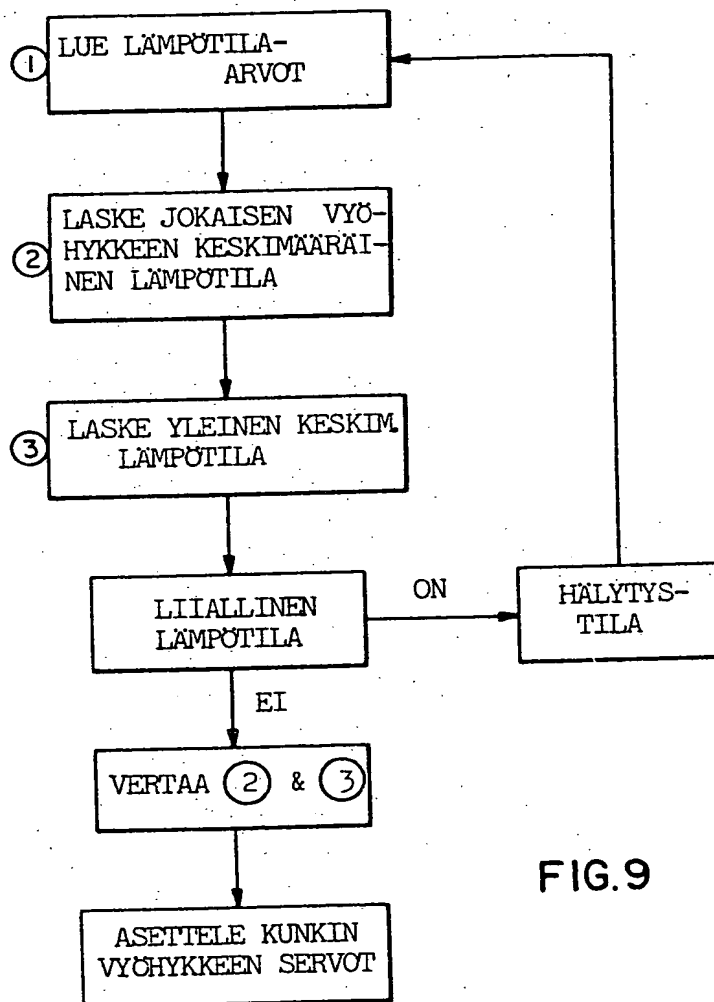 ① LUE LÄMPÖTILA-
ARVOT
LASKE JOKAISEN VYÖ-
② HYKKEEN KESKIMÄÄRÄI-
NEN LÄMPÖTILA
③ LASKE YLEINEN KESKIM.
LÄMPÖTILA
LIIALLINEN
LÄMPÖTILA
ON
HÄLYTYS-
TILA
EI
VERTAA ② & ③
ASETTELE KUNKIN
VYÖHYKKEEN SERVOT
FIG.9